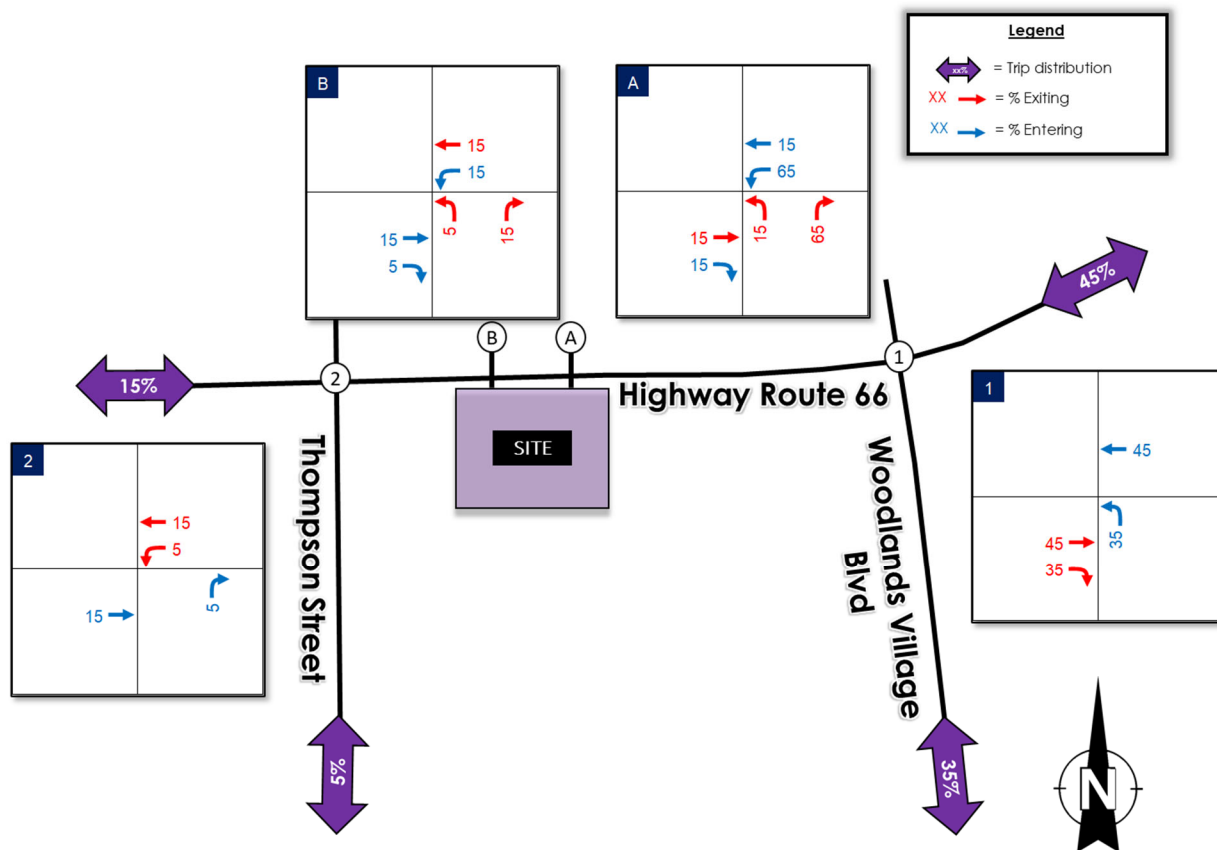 Legend
xx% = Trip distribution
XX = % Exiting
XX = % Entering
B
15
15
15
5
5
15
A
15
65
15
15
15
65
45%
B
A
1
2
15%
Highway Route 66
SITE
Thompson Street
Woodlands Village
Blvd
2
15
5
15
5
1
45
35
45
35
5%
35%
N